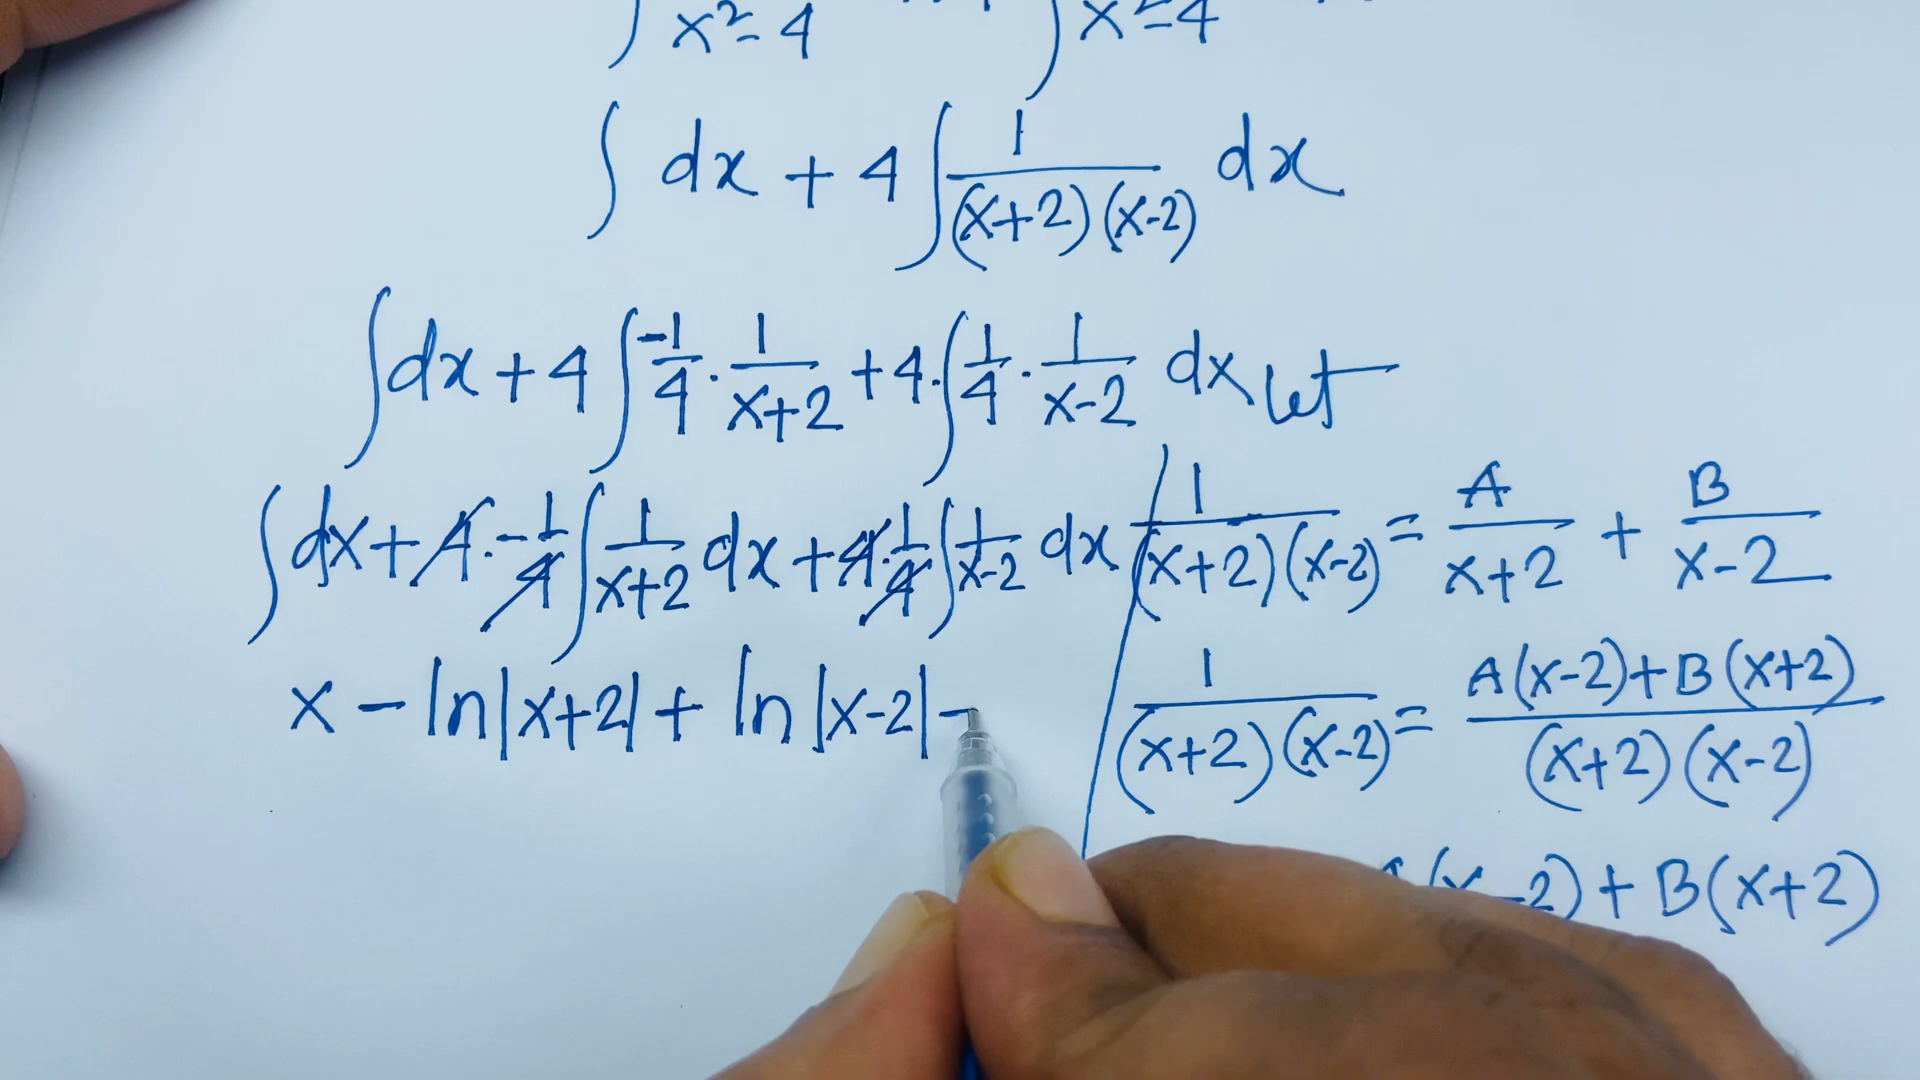 ∫ x²-4 ∫ x²-4
∫ dx + 4 ∫ 1/((x+2)(x-2)) dx
∫ dx + 4 ∫ -1/4 · 1/(x+2) + 4 · ∫ 1/4 · 1/(x-2) dx let
∫ dx + 4 · -1/4 ∫ 1/(x+2) dx + 4 · 1/4 ∫ 1/(x-2) dx
x - ln|x+2| + ln|x-2| -
1/((x+2)(x-2)) = A/(x+2) + B/(x-2)
1/((x+2)(x-2)) = (A(x-2)+B(x+2))/((x+2)(x-2))
-2) + B(x+2)